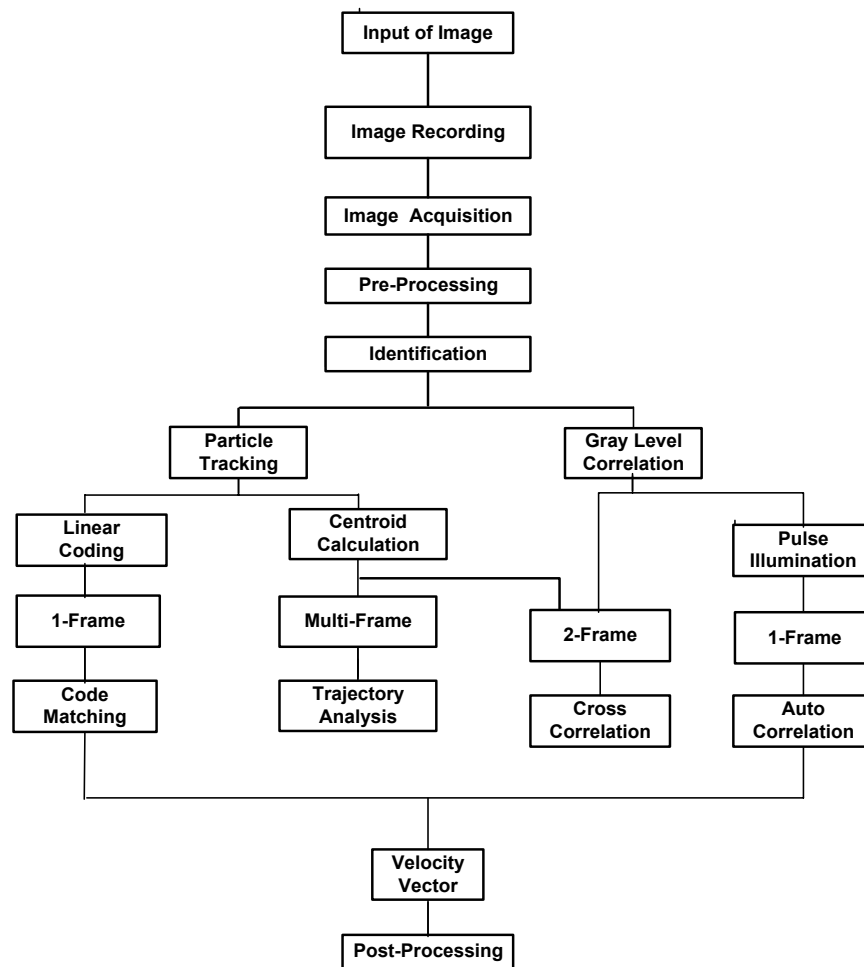 Input of Image
Image Recording
Image Acquisition
Pre-Processing
Identification
Particle
Tracking
Gray Level
Correlation
Linear
Coding
Centroid
Calculation
Pulse
Illumination
1-Frame
Multi-Frame
2-Frame
1-Frame
Code
Matching
Trajectory
Analysis
Cross
Correlation
Auto
Correlation
Velocity
Vector
Post-Processing